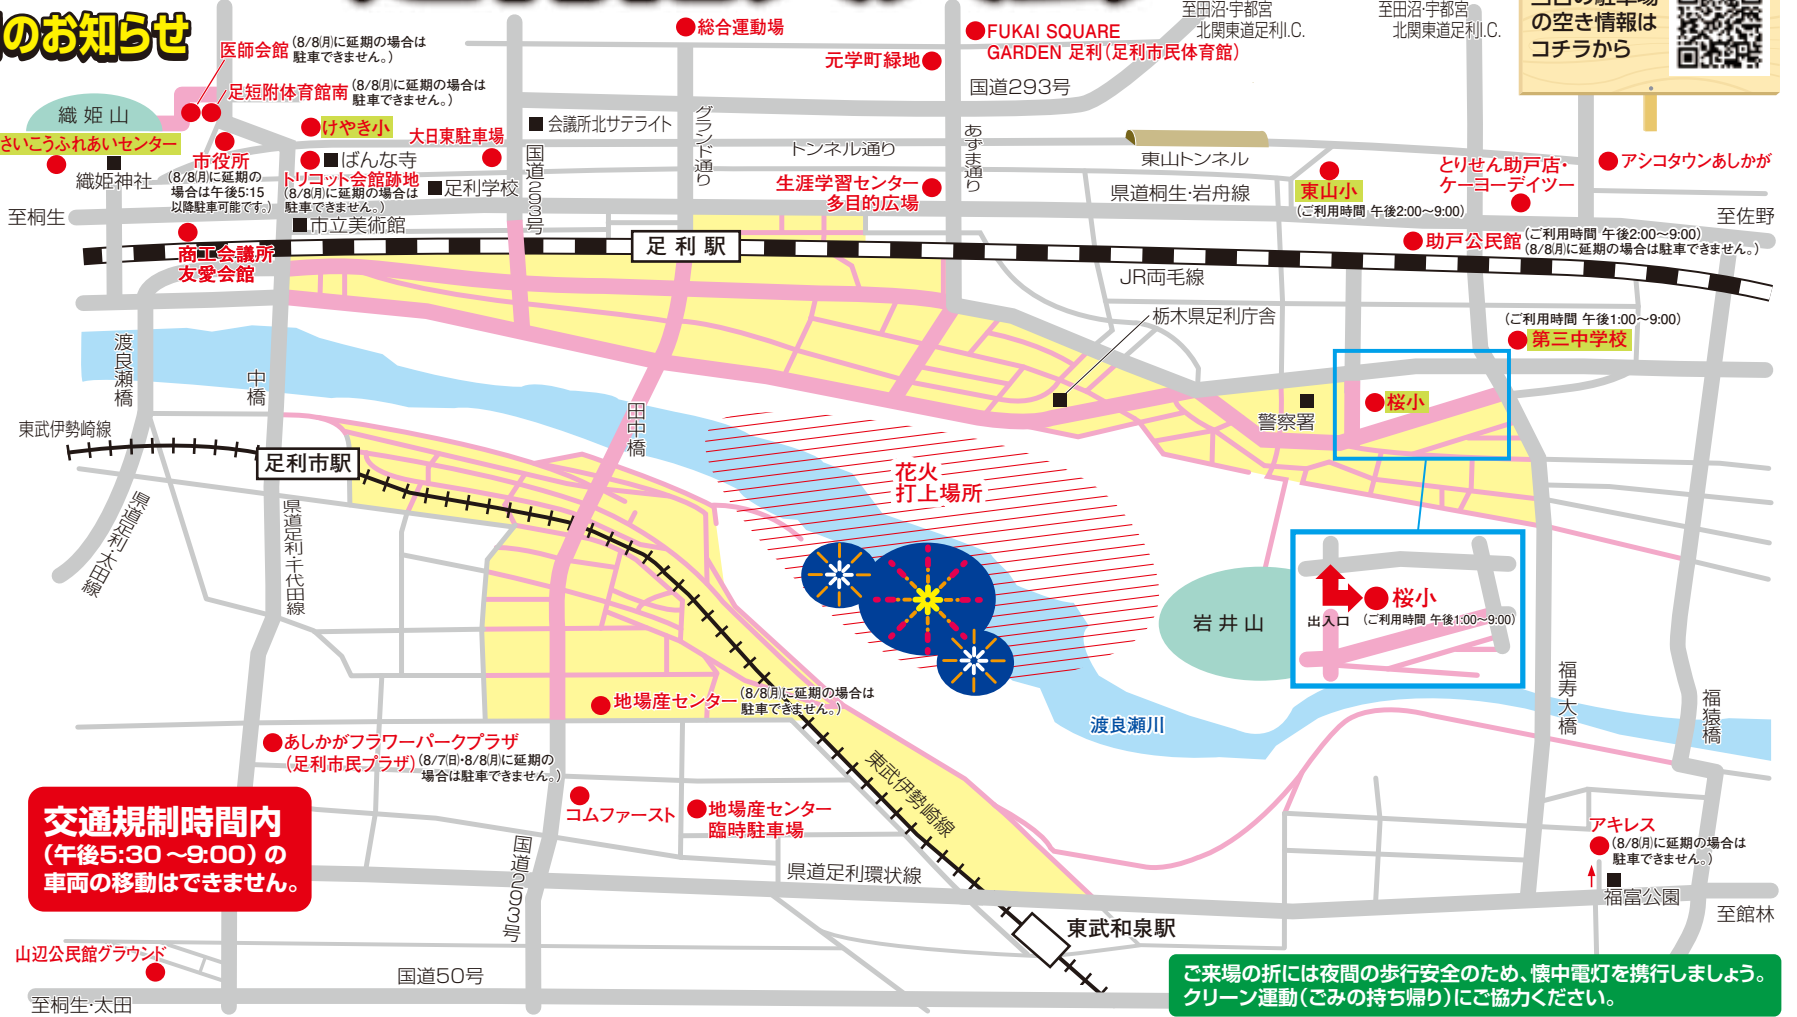 のお知らせ
医師会館
(8/8㈪に延期の場合は
駐車できません。)
足短附体育館南
(8/8㈪に延期の場合は
駐車できません。)
織姫山
さいこうふれあいセンター
織姫神社
市役所
(8/8㈪に延期の
場合は午後5:15
以降駐車可能です。)
けやき小
ばんな寺
トリコット会館跡地
(8/8㈪に延期の場合は
駐車できません。)
大日東駐車場
足利学校
市立美術館
至桐生
商工会議所
友愛会館
総合運動場
元学町緑地
FUKAI SQUARE
GARDEN 足利(足利市民体育館)
国道293号
会議所北サテライト
国道293号
グランド通り
トンネル通り
あずま通り
生涯学習センター
多目的広場
至田沼・宇都宮
北関東道足利I.C.
至田沼・宇都宮
北関東道足利I.C.
の空き情報は
コチラから
東山トンネル
県道桐生・岩舟線
東山小
(ご利用時間 午後2:00〜9:00)
とりせん助戸店・
ケーヨーデイツー
アシコタウンあしかが
至佐野
助戸公民館
(ご利用時間 午後2:00〜9:00)
(8/8㈪に延期の場合は駐車できません。)
足利駅
JR両毛線
栃木県足利庁舎
(ご利用時間 午後1:00〜9:00)
第三中学校
桜小
警察署
渡良瀬橋
中橋
田中橋
東武伊勢崎線
足利市駅
県道足利・太田線
県道足利・千代田線
花火
打上場所
岩井山
桜小
出入口
(ご利用時間 午後1:00〜9:00)
渡良瀬川
福寿大橋
福猿橋
地場産センター
(8/8㈪に延期の場合は
駐車できません。)
あしかがフラワーパークプラザ
(足利市民プラザ)
(8/7㈰・8/8㈪に延期の
場合は駐車できません。)
東武伊勢崎線
コムファースト
地場産センター
臨時駐車場
交通規制時間内
(午後5:30〜9:00)の
車両の移動はできません。
国道293号
県道足利環状線
アキレス
(8/8㈪に延期の場合は
駐車できません。)
福富公園
至館林
東武和泉駅
山辺公民館グラウンド
国道50号
至桐生・太田
ご来場の折には夜間の歩行安全のため、懐中電灯を携行しましょう。
クリーン運動(ごみの持ち帰り)にご協力ください。